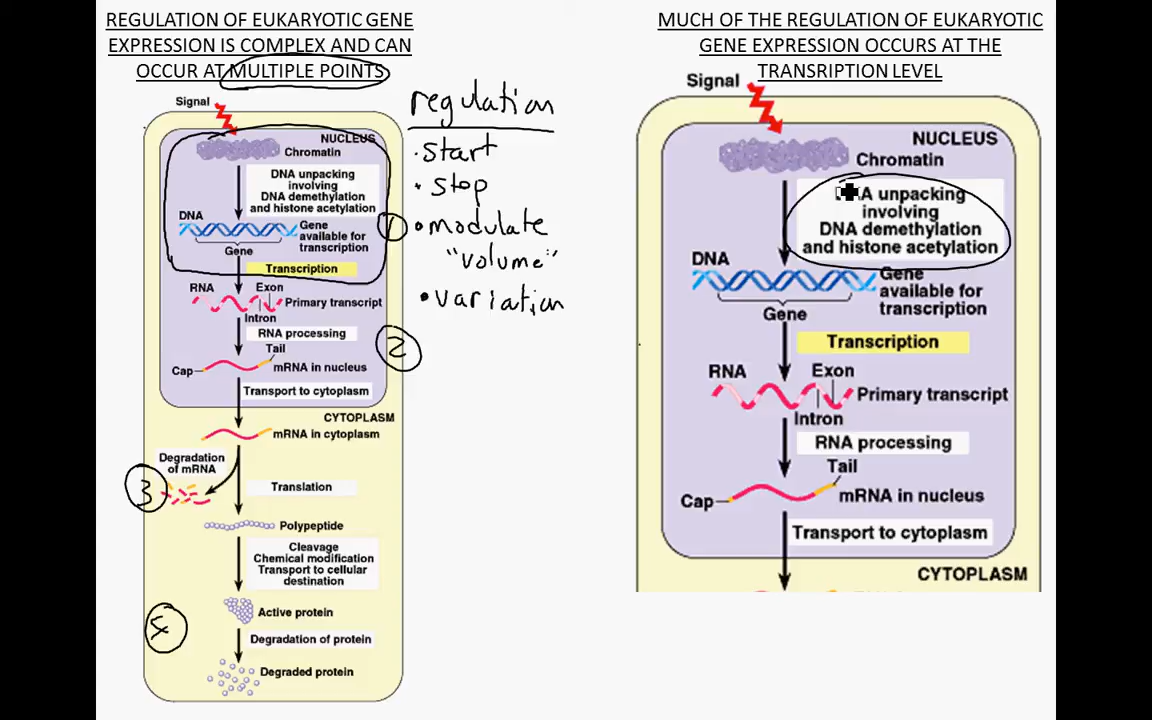 REGULATION OF EUKARYOTIC GENE
EXPRESSION IS COMPLEX AND CAN
OCCUR AT MULTIPLE POINTS
Signal
NUCLEUS
Chromatin
DNA unpacking
involving
DNA demethylation
and histone acetylation
DNA
Gene
available for
transcription
Gene
Transcription
RNA
Exon
Primary transcript
Intron
RNA processing
Tail
Cap
mRNA in nucleus
Transport to cytoplasm
CYTOPLASM
mRNA in cytoplasm
Degradation
of mRNA
Translation
Polypeptide
Cleavage
Chemical modification
Transport to cellular
destination
Active protein
Degradation of protein
Degraded protein
1
2
3
regulation
• start
• stop
• modulate
"volume"
• variation
MUCH OF THE REGULATION OF EUKARYOTIC
GENE EXPRESSION OCCURS AT THE
TRANSRIPTION LEVEL
Signal
NUCLEUS
Chromatin
unpacking
involving
DNA demethylation
and histone acetylation
DNA
Gene
available for
transcription
Gene
Transcription
RNA
Exon
Primary transcript
Intron
RNA processing
Tail
Cap
mRNA in nucleus
Transport to cytoplasm
CYTOPLASM